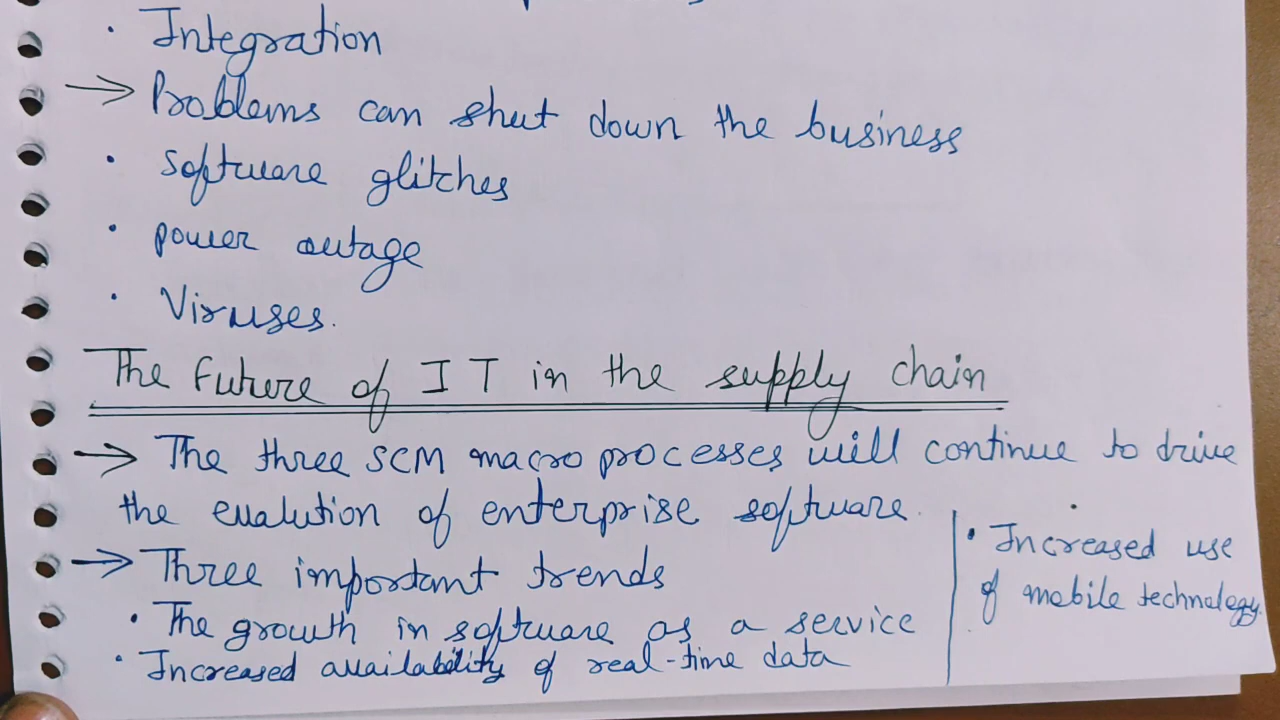 · Integration
→ Problems can shut down the business
· software glitches
· power outage
· Viruses.
The Future of IT in the supply chain
→ The three SCM macro processes will continue to drive
the evalution of enterprise software.
→ Three important trends
· The growth in software as a service
· Increased availability of real-time data
· Increased use
of mobile technology.